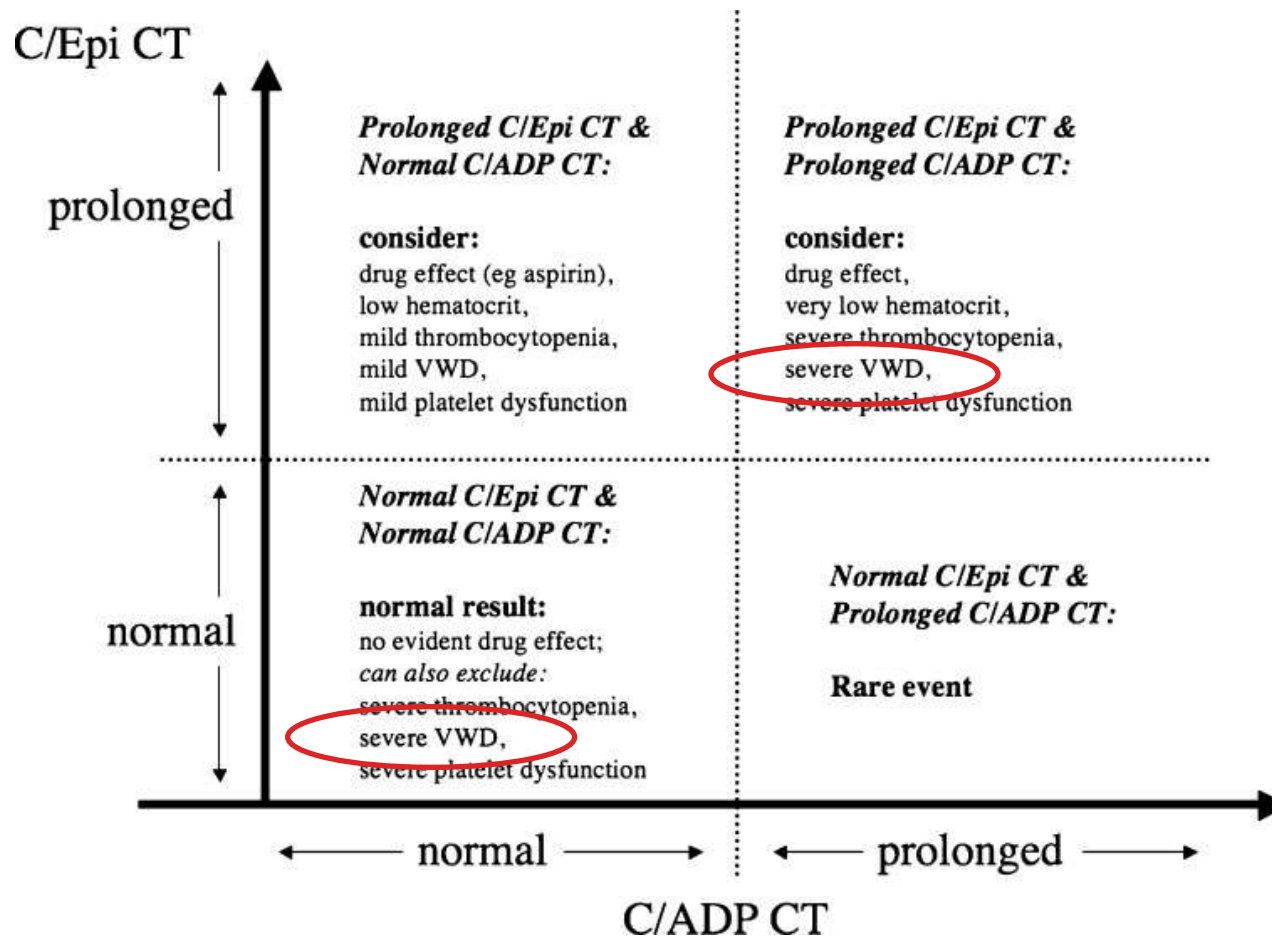 C/Epi CT
prolonged
normal
Prolonged C/Epi CT &
Normal C/ADP CT:
consider:
drug effect (eg aspirin),
low hematocrit,
mild thrombocytopenia,
mild VWD,
mild platelet dysfunction
Prolonged C/Epi CT &
Prolonged C/ADP CT:
consider:
drug effect,
very low hematocrit,
severe thrombocytopenia,
severe VWD,
severe platelet dysfunction
Normal C/Epi CT &
Normal C/ADP CT:
normal result:
no evident drug effect;
can also exclude:
severe thrombocytopenia,
severe VWD,
severe platelet dysfunction
Normal C/Epi CT &
Prolonged C/ADP CT:
Rare event
normal
prolonged
C/ADP CT